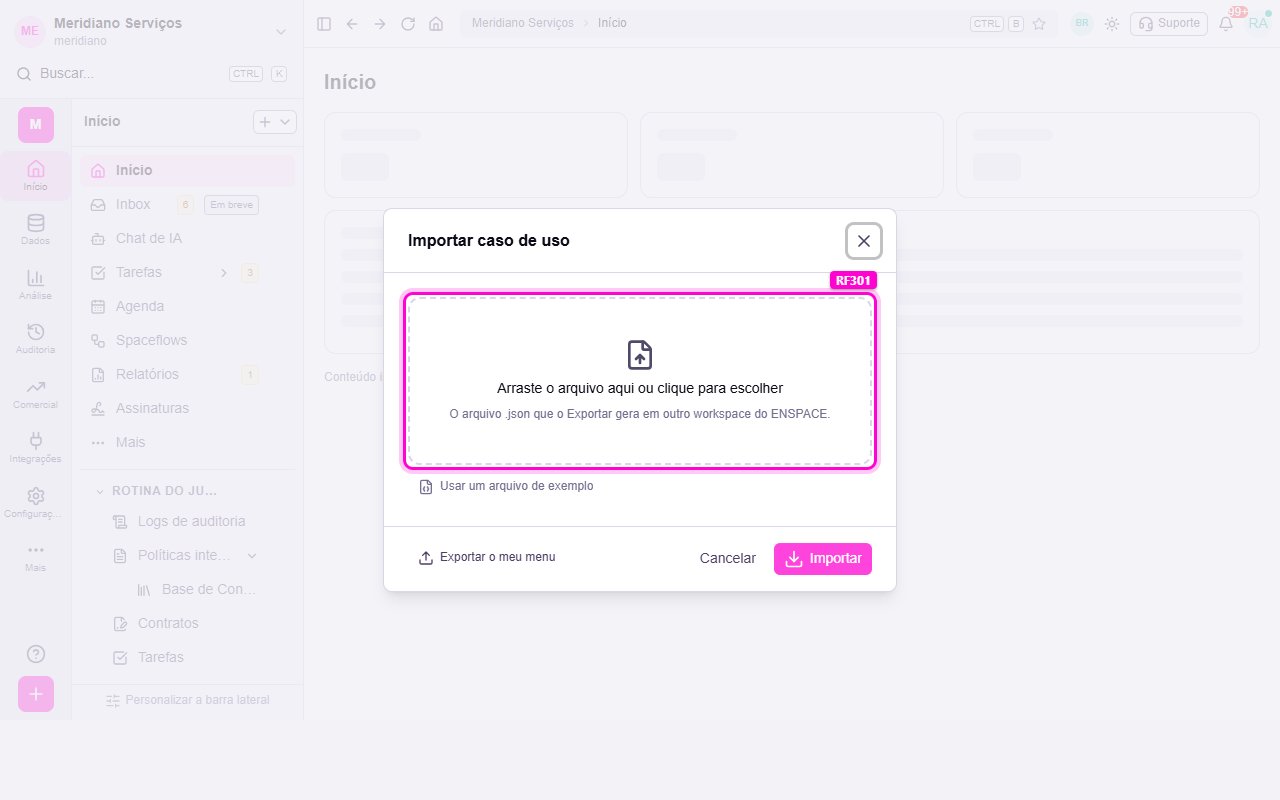 ME
Meridiano Serviços
meridiano
Buscar...
CTRL
K
Meridiano Serviços
Início
CTRL
B
BR
Suporte
99+
RA
M
Início
Dados
Análise
Auditoria
Comercial
Integrações
Configuraç...
Mais
Início
Início
Inbox
6
Em breve
Chat de IA
Tarefas
3
Agenda
Spaceflows
Relatórios
1
Assinaturas
Mais
ROTINA DO JU...
Logs de auditoria
Políticas inte...
Base de Con...
Contratos
Tarefas
Personalizar a barra lateral
Início
Conteúdo
Importar caso de uso
RF301
Arraste o arquivo aqui ou clique para escolher
O arquivo .json que o Exportar gera em outro workspace do ENSPACE.
Usar um arquivo de exemplo
Exportar o meu menu
Cancelar
Importar